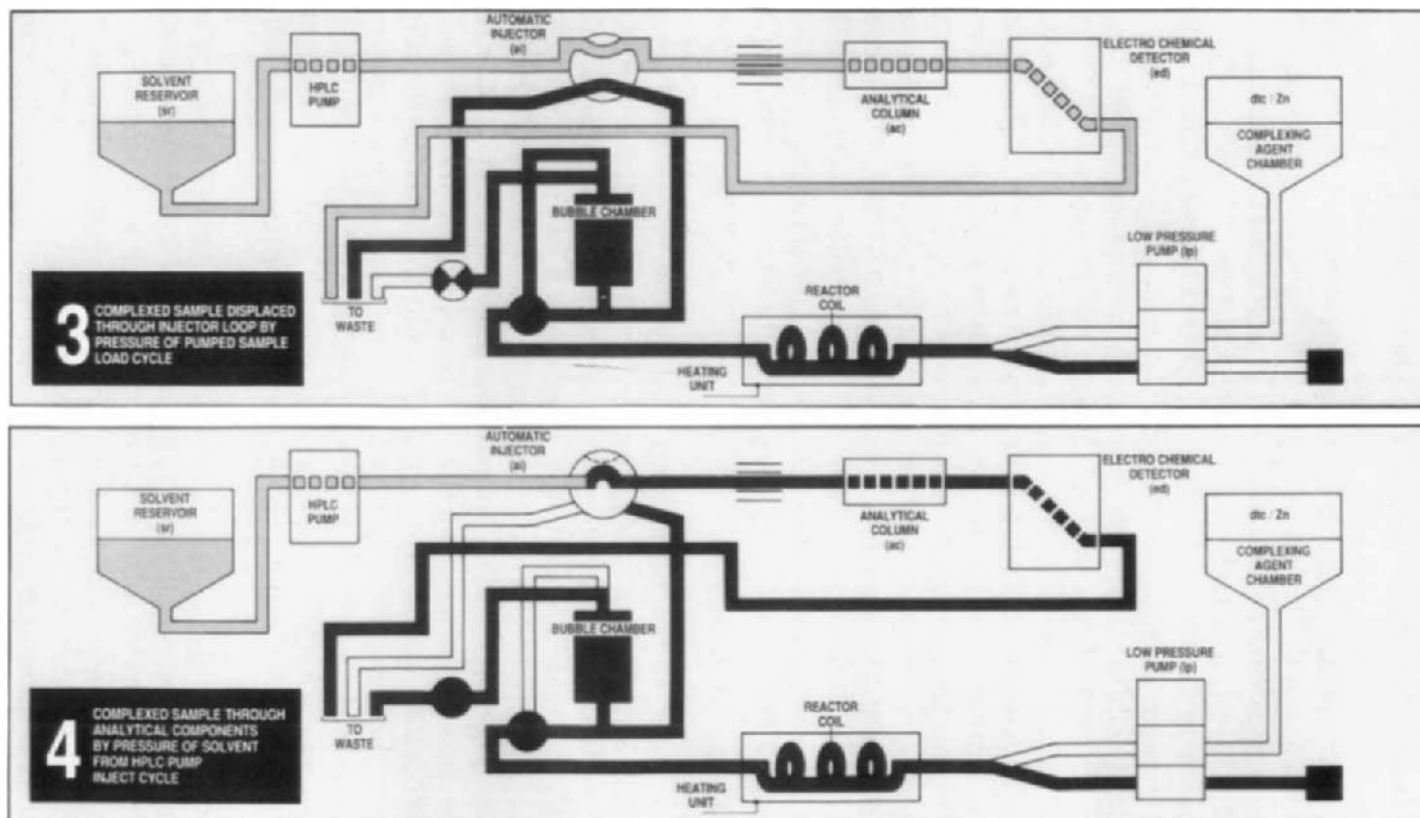 AUTOMATIC
INJECTOR
(ai)
HPLC
PUMP
SOLVENT
RESERVOIR
(sr)
ANALYTICAL
COLUMN
(ac)
ELECTRO CHEMICAL
DETECTOR
(ed)
dtc / Zn
COMPLEXING
AGENT
CHAMBER
BUBBLE CHAMBER
LOW PRESSURE
PUMP (lp)
TO
WASTE
REACTOR
COIL
HEATING
UNIT
3
COMPLEXED SAMPLE DISPLACED
THROUGH INJECTOR LOOP BY
PRESSURE OF PUMPED SAMPLE
LOAD CYCLE
AUTOMATIC
INJECTOR
(ai)
HPLC
PUMP
SOLVENT
RESERVOIR
(sr)
ANALYTICAL
COLUMN
(ac)
ELECTRO CHEMICAL
DETECTOR
(ed)
dtc / Zn
COMPLEXING
AGENT
CHAMBER
BUBBLE CHAMBER
LOW PRESSURE
PUMP (lp)
TO
WASTE
REACTOR
COIL
HEATING
UNIT
4
COMPLEXED SAMPLE THROUGH
ANALYTICAL COMPONENTS
BY PRESSURE OF SOLVENT
FROM HPLC PUMP
INJECT CYCLE